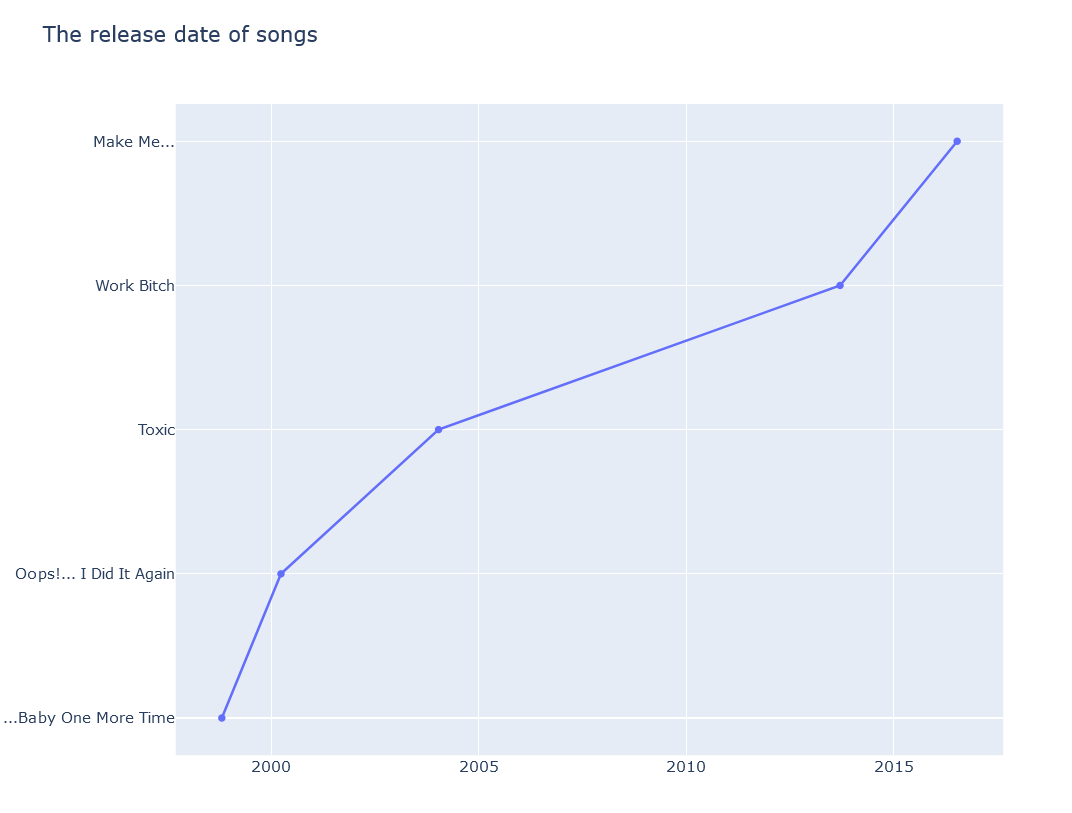 The release date of songs
Make Me...
Work Bitch
Toxic
Oops!... I Did It Again
...Baby One More Time
2000
2005
2010
2015